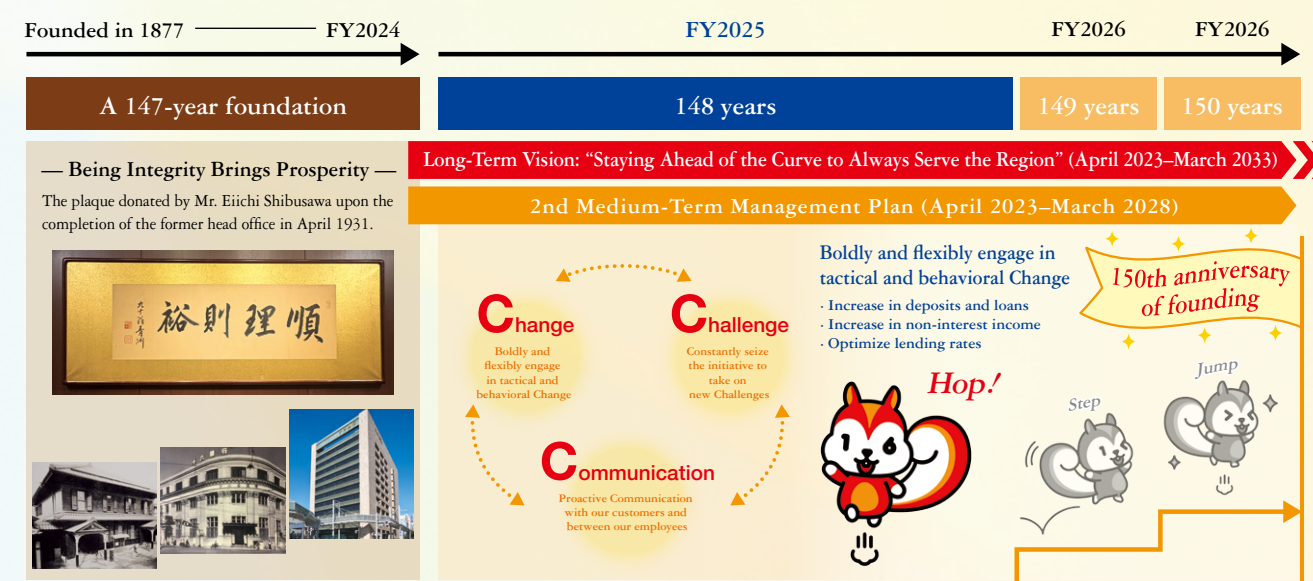 Founded in 1877
FY2024
FY2025
FY2026
FY2026
A 147-year foundation
148 years
149 years
150 years
Long-Term Vision: “Staying Ahead of the Curve to Always Serve the Region” (April 2023–March 2033)
2nd Medium-Term Management Plan (April 2023–March 2028)
— Being Integrity Brings Prosperity —
The plaque donated by Mr. Eiichi Shibusawa upon the
completion of the former head office in April 1931.
順理則裕
Change
Boldly and
flexibly engage
in tactical and
behavioral Change
Challenge
Constantly seize
the initiative to
take on
new Challenges
Communication
Proactive Communication
with our customers and
between our employees
Boldly and flexibly engage in
tactical and behavioral Change
· Increase in deposits and loans
· Increase in non-interest income
· Optimize lending rates
150th anniversary
of founding
Hop!
16
Step
Jump